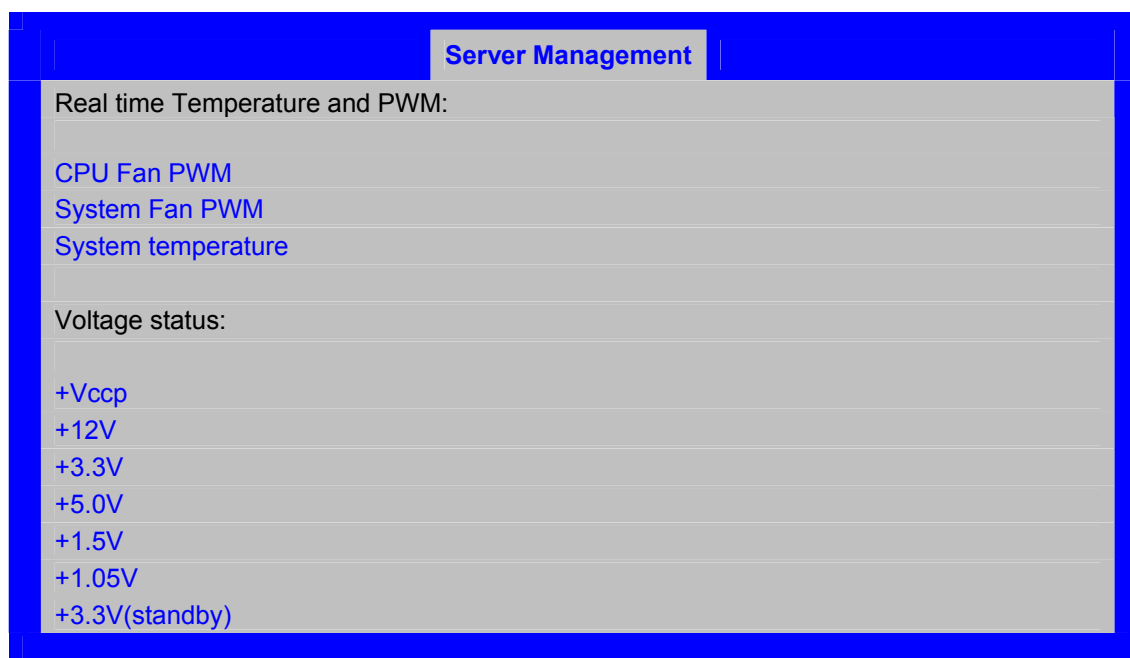 Server Management
Real time Temperature and PWM:
CPU Fan PWM
System Fan PWM
System temperature
Voltage status:
+Vccp
+12V
+3.3V
+5.0V
+1.5V
+1.05V
+3.3V(standby)